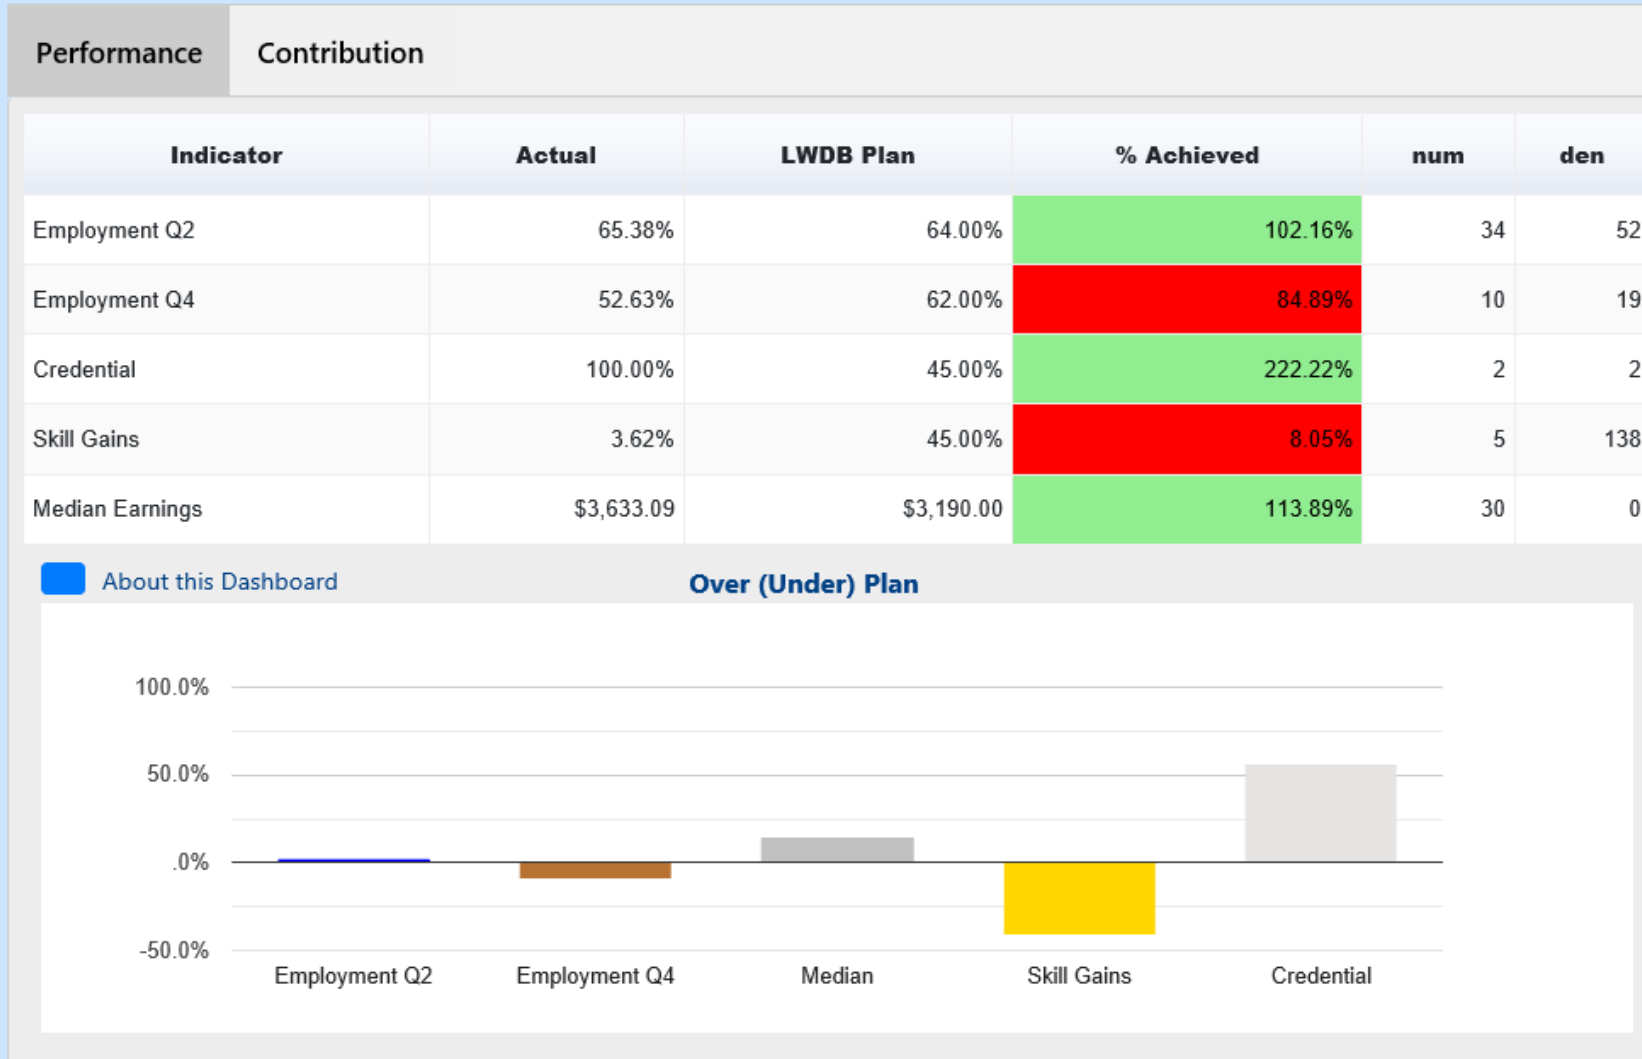 Performance Contribution
Indicator Actual LWDB Plan % Achieved num den
Employment Q2 65.38% 64.00% 102.16% 34 52
Employment Q4 52.63% 62.00% 84.89% 10 19
Credential 100.00% 45.00% 222.22% 2 2
Skill Gains 3.62% 45.00% 8.05% 5 138
Median Earnings $3,633.09 $3,190.00 113.89% 30 0
About this Dashboard Over (Under) Plan
100.0%
50.0%
.0%
-50.0%
Employment Q2 Employment Q4 Median Skill Gains Credential